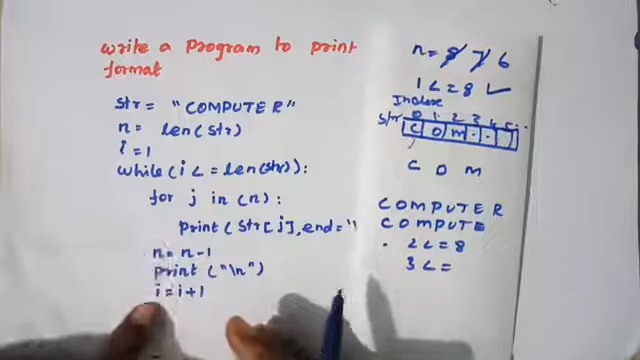 write a program to print
format
str = "COMPUTER"
n = len(str)
i=1
while(i <= len(str)):
for j in (n):
print(str[j],end="
n= n-1
print ("\n")
i=i+1
n= 8 7 6
1<=8 ✓
Index
0 1 2 3 4 5..
str C O M - -
C O M
COMPUTER
COMPUTE
2<=8
3<=